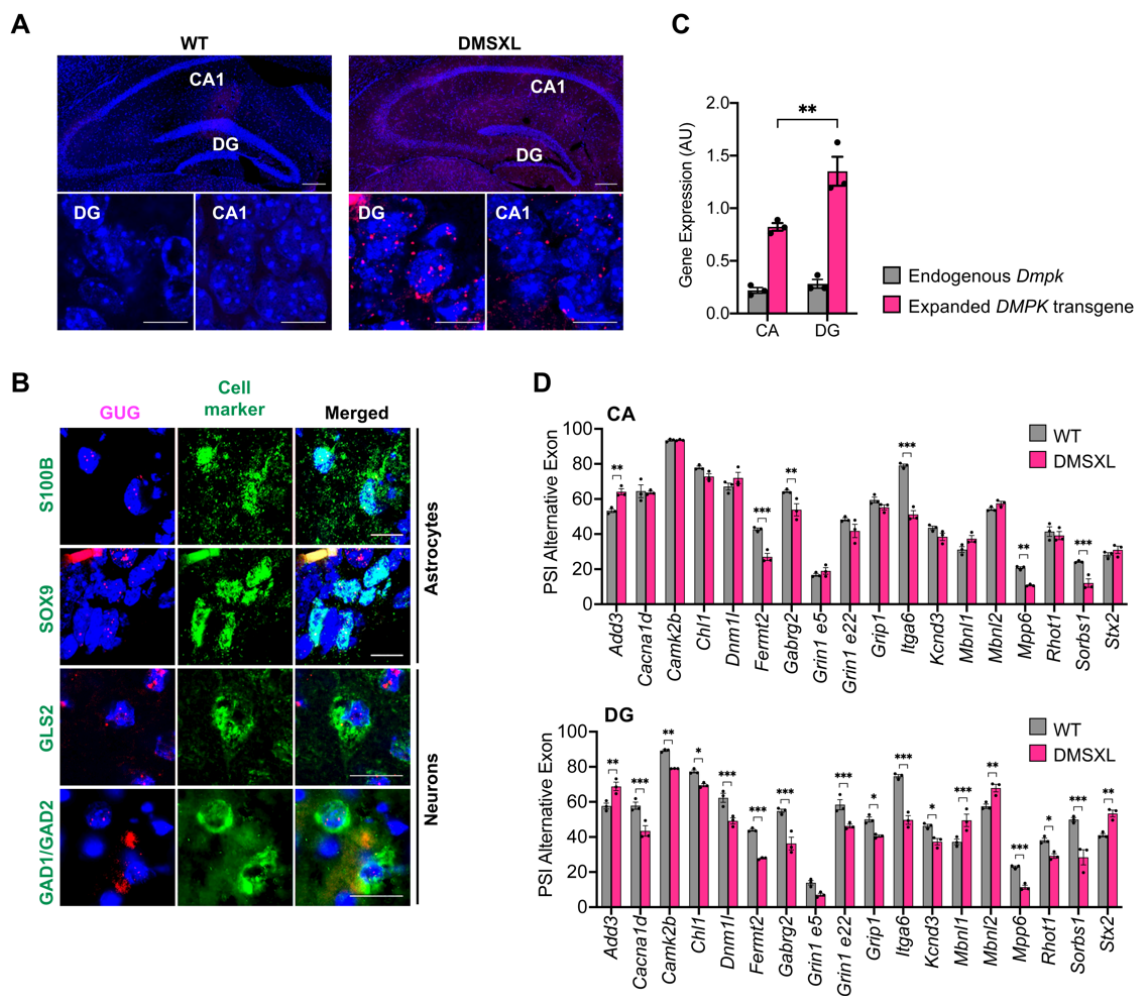 A
WT
DMSXL
CA1
DG
CA1
DG
DG
CA1
DG
CA1
C
Gene Expression (AU)
2.0
1.5
1.0
0.5
0.0
**
CA
DG
Endogenous Dmpk
Expanded DMPK transgene
B
GUG
Cell
marker
Merged
S100B
SOX9
GLS2
GAD1/GAD2
Astrocytes
Neurons
D
CA
PSI Alternative Exon
100
80
60
40
20
0
WT
DMSXL
** *** ** *** ** ***
Add3
Cacna1d
Camk2b
Chl1
Dnm1l
Fermt2
Gabrg2
Grin1 e5
Grin1 e22
Grip1
Itga6
Kcnd3
Mbnl1
Mbnl2
Mpp6
Rhot1
Sorbs1
Stx2
DG
PSI Alternative Exon
100
80
60
40
20
0
WT
DMSXL
** *** ** * *** *** *** *** * *** * *** ** *** * *** **
Add3
Cacna1d
Camk2b
Chl1
Dnm1l
Fermt2
Gabrg2
Grin1 e5
Grin1 e22
Grip1
Itga6
Kcnd3
Mbnl1
Mbnl2
Mpp6
Rhot1
Sorbs1
Stx2